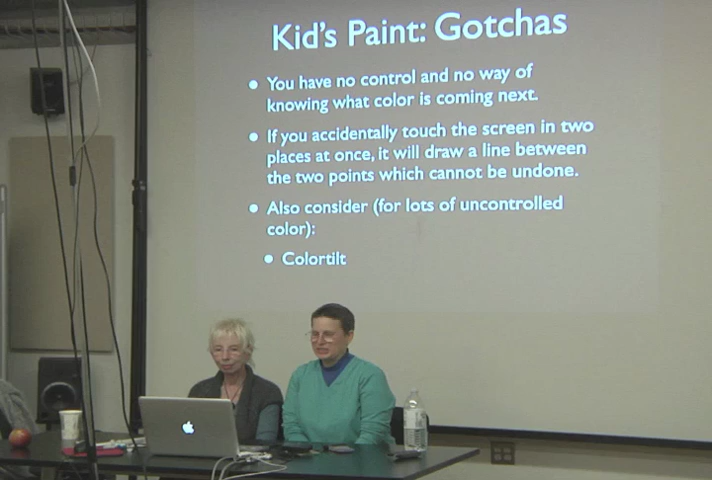 Kid's Paint: Gotchas
• You have no control and no way of
knowing what color is coming next.
• If you accidentally touch the screen in two
places at once, it will draw a line between
the two points which cannot be undone.
• Also consider (for lots of uncontrolled
color):
• Colortilt